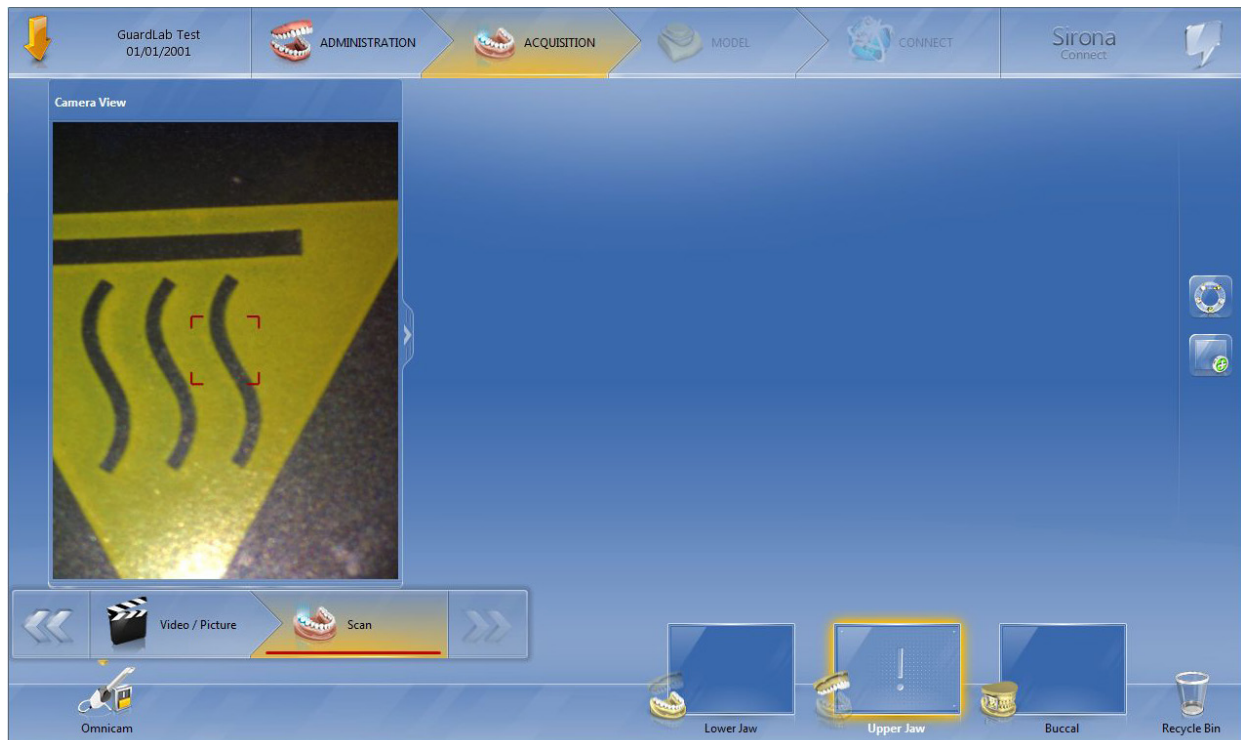 GuardLab Test
01/01/2001
ADMINISTRATION
ACQUISITION
MODEL
CONNECT
Sirona
Connect
Camera View
Video / Picture
Scan
Omnicam
Lower Jaw
Upper Jaw
Buccal
Recycle Bin